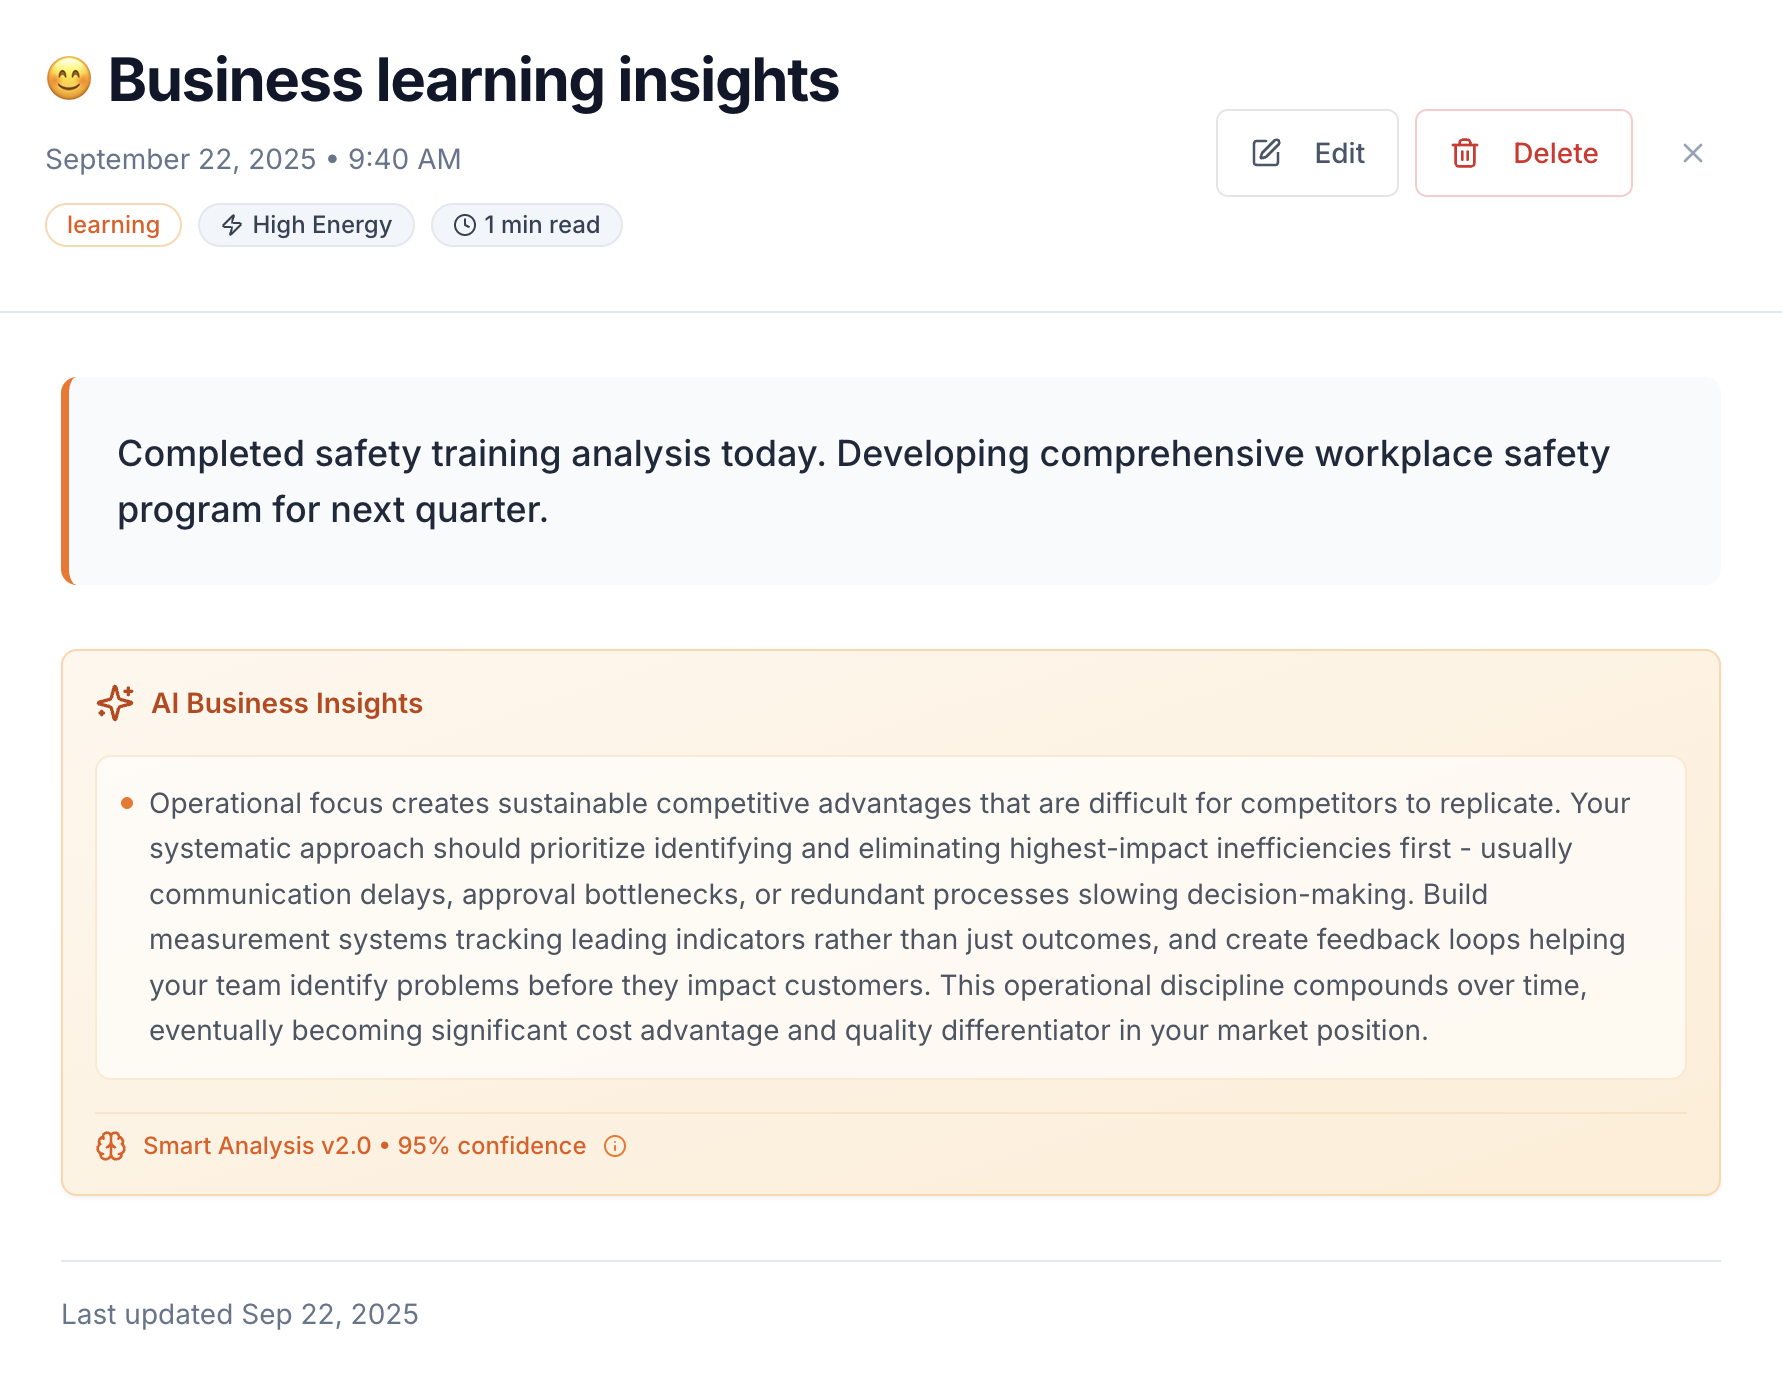 😊 Business learning insights
September 22, 2025 • 9:40 AM
Edit
Delete
learning
High Energy
1 min read
Completed safety training analysis today. Developing comprehensive workplace safety
program for next quarter.
AI Business Insights
Operational focus creates sustainable competitive advantages that are difficult for competitors to replicate. Your
systematic approach should prioritize identifying and eliminating highest-impact inefficiencies first - usually
communication delays, approval bottlenecks, or redundant processes slowing decision-making. Build
measurement systems tracking leading indicators rather than just outcomes, and create feedback loops helping
your team identify problems before they impact customers. This operational discipline compounds over time,
eventually becoming significant cost advantage and quality differentiator in your market position.
Smart Analysis v2.0 • 95% confidence
Last updated Sep 22, 2025